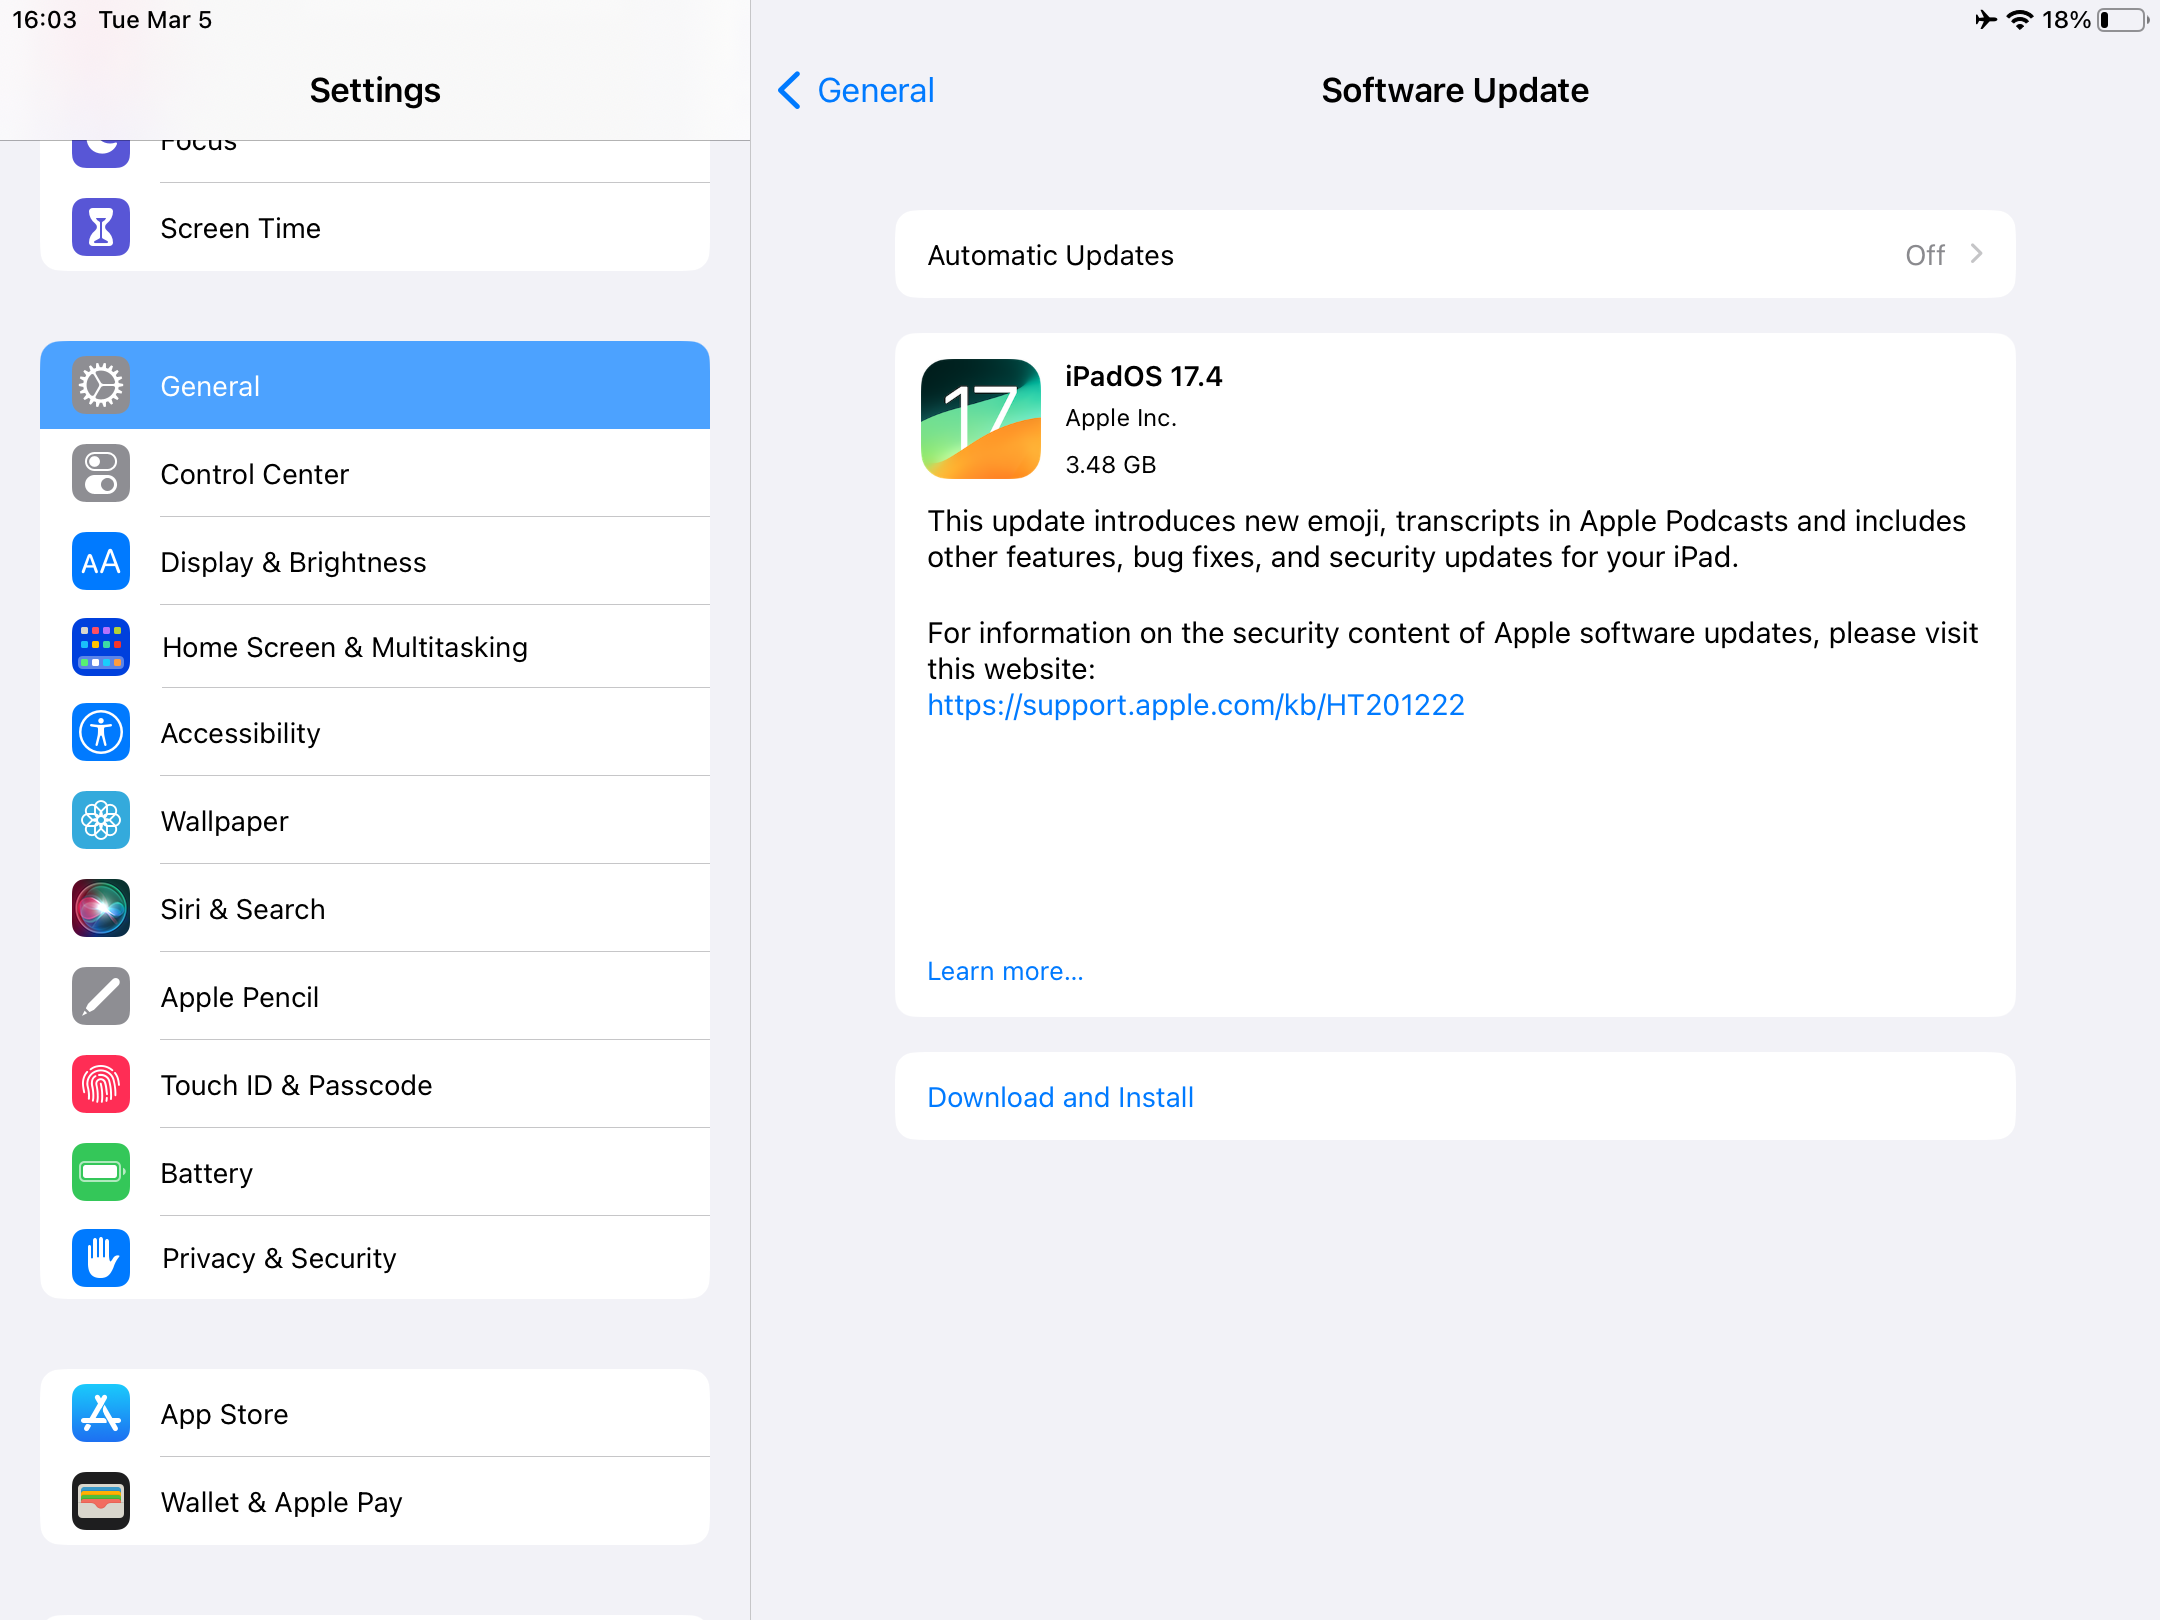 16:03 Tue Mar 5
18%
Settings
Focus
Screen Time
General
Control Center
AA
Display & Brightness
Home Screen & Multitasking
Accessibility
Wallpaper
Siri & Search
Apple Pencil
Touch ID & Passcode
Battery
Privacy & Security
App Store
Wallet & Apple Pay
General
Software Update
Automatic Updates
Off
17
iPadOS 17.4
Apple Inc.
3.48 GB
This update introduces new emoji, transcripts in Apple Podcasts and includes
other features, bug fixes, and security updates for your iPad.
For information on the security content of Apple software updates, please visit
this website:
https://support.apple.com/kb/HT201222
Learn more...
Download and Install